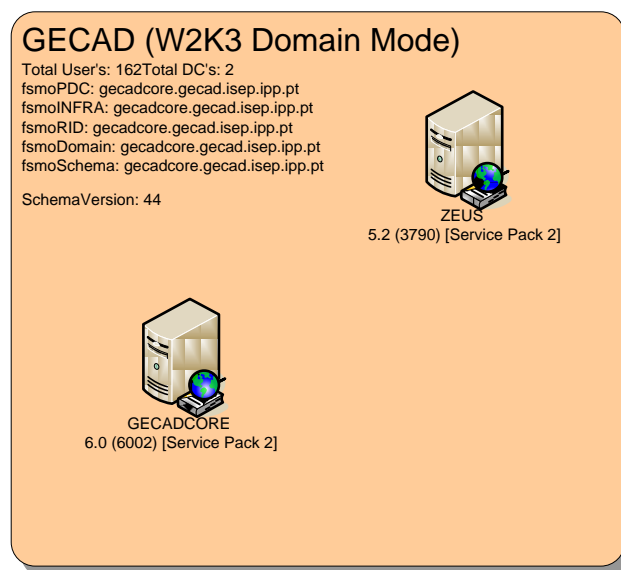 GECAD (W2K3 Domain Mode)
Total User's: 162Total DC's: 2
fsmoPDC: gecadcore.gecad.isep.ipp.pt
fsmoINFRA: gecadcore.gecad.isep.ipp.pt
fsmoRID: gecadcore.gecad.isep.ipp.pt
fsmoDomain: gecadcore.gecad.isep.ipp.pt
fsmoSchema: gecadcore.gecad.isep.ipp.pt
SchemaVersion: 44
ZEUS
5.2 (3790) [Service Pack 2]
GECADCORE
6.0 (6002) [Service Pack 2]